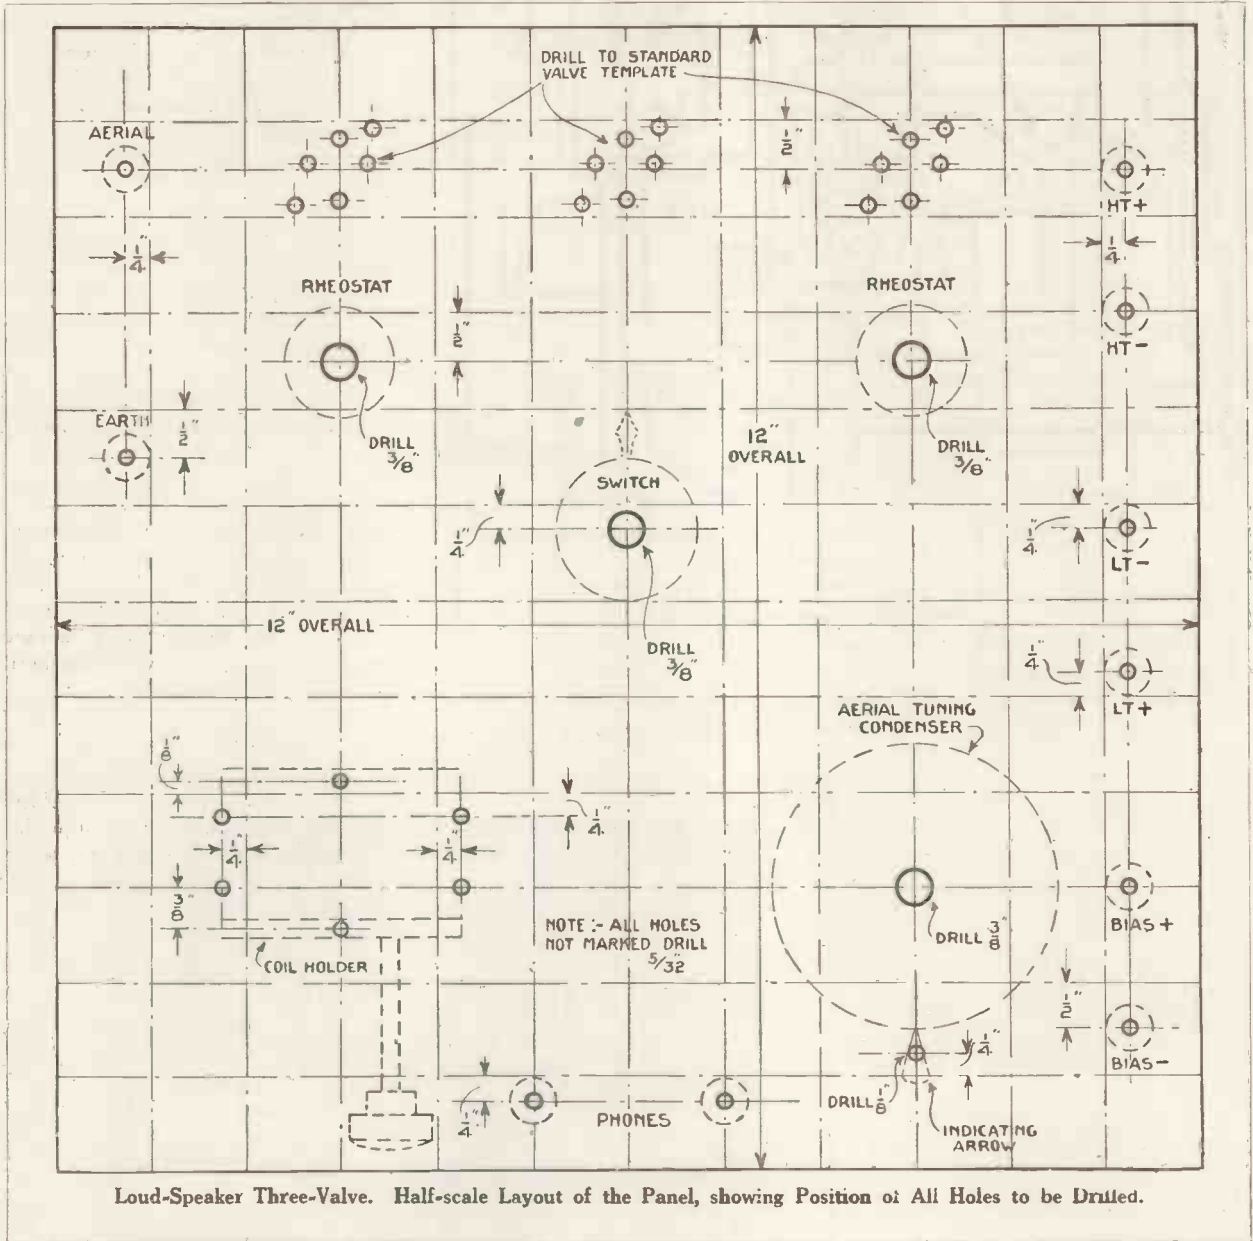 DRILL TO STANDARD
VALVE TEMPLATE
AERIAL
1/2"
HT+
1/4"
1/4
RHEOSTAT
RHEOSTAT
1/2"
HT-
EARTH
1/2"
DRILL
3/8"
12"
OVERALL
DRILL
3/8"
SWITCH
1/4"
1/4"
LT-
12" OVERALL
DRILL
3/8"
1/4"
LT+
AERIAL TUNING
CONDENSER
1/8"
1/4"
1/4"
1/4"
3/8"
NOTE :- ALL HOLES
NOT MARKED DRILL
5/32"
DRILL 3/8"
BIAS+
COIL HOLDER
1/2"
1/4"
BIAS-
1/4"
PHONES
DRILL 1/8"
INDICATING
ARROW
Loud-Speaker Three-Valve. Half-scale Layout of the Panel, showing Position of All Holes to be Drilled.